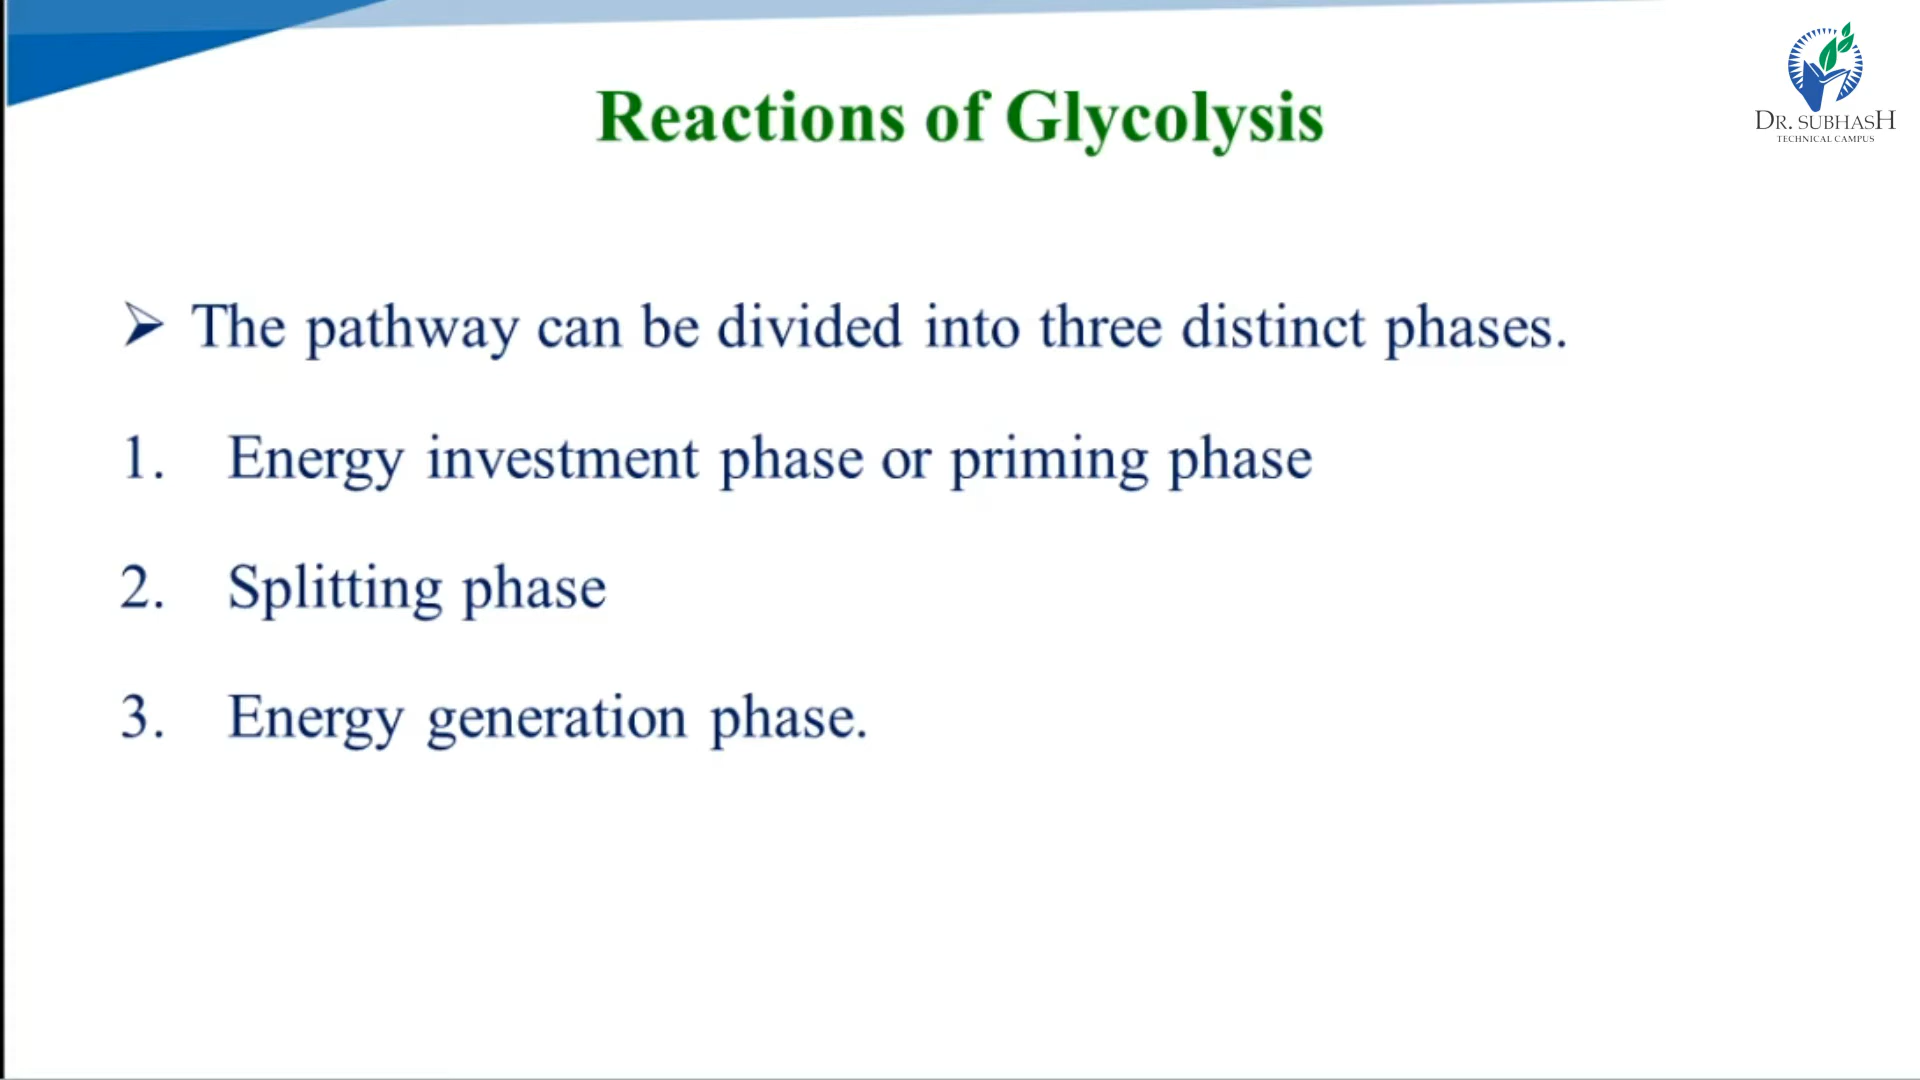 DR. SUBHASH
TECHNICAL CAMPUS
Reactions of Glycolysis
➢ The pathway can be divided into three distinct phases.
1. Energy investment phase or priming phase
2. Splitting phase
3. Energy generation phase.